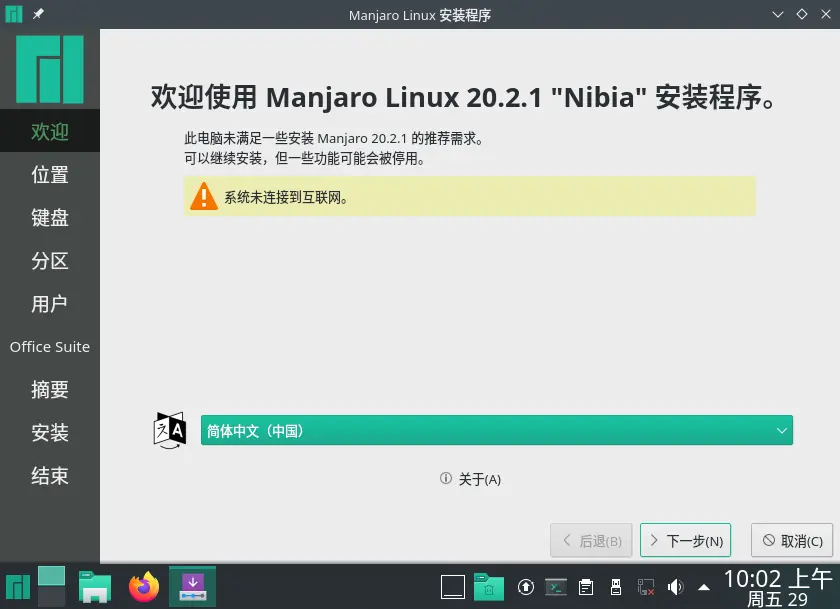 Manjaro Linux 安装程序
欢迎
位置
键盘
分区
用户
Office Suite
摘要
安装
结束
欢迎使用 Manjaro Linux 20.2.1 "Nibia" 安装程序。
此电脑未满足一些安装 Manjaro 20.2.1 的推荐需求。
可以继续安装，但一些功能可能会被停用。
系统未连接到互联网。
简体中文（中国）
关于(A)
后退(B)
下一步(N)
取消(C)
10:02 上午
周五 29